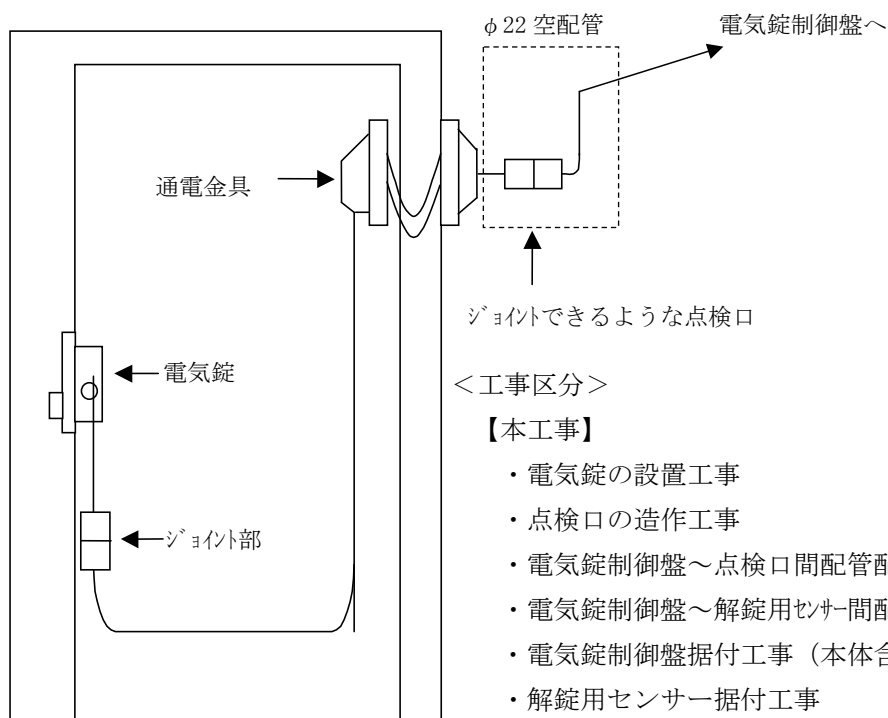 φ22 空配管
電気錠制御盤へ
通電金具
ｼﾞｮｲﾝﾄできるような点検口
電気錠
＜工事区分＞
【本工事】
・電気錠の設置工事
ｼﾞｮｲﾝﾄ部
・点検口の造作工事
・電気錠制御盤～点検口間配管配
・電気錠制御盤～解錠用ｾﾝｻｰ間配
・電気錠制御盤据付工事（本体含
・解錠用センサー据付工事